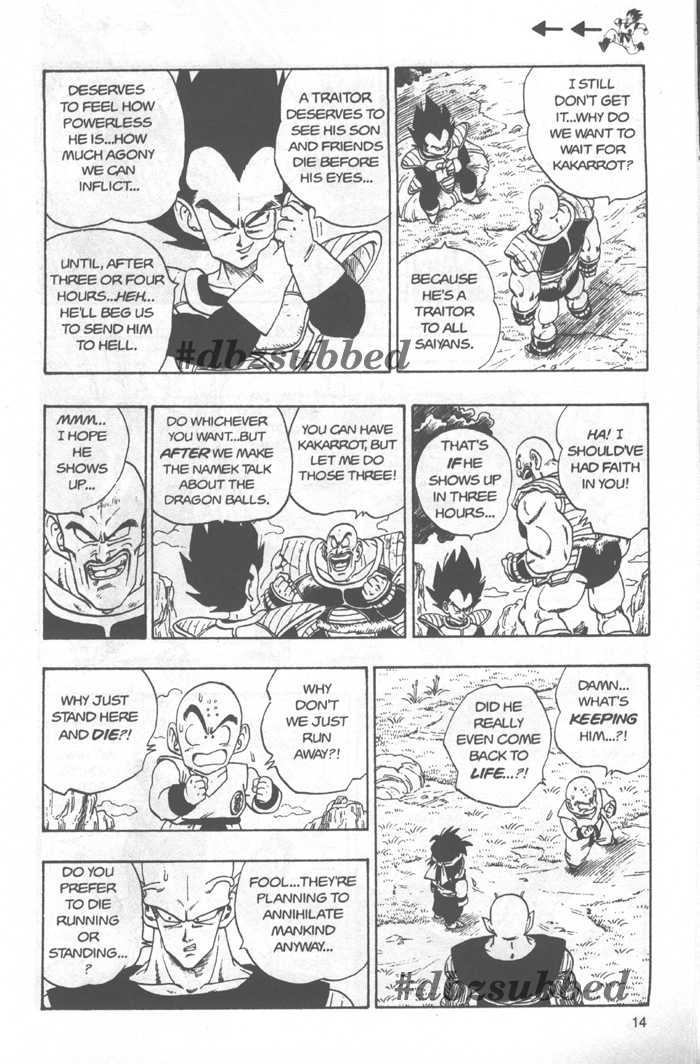 I STILL
DON'T GET
IT...WHY DO
WE WANT TO
WAIT FOR
KAKARROT?
BECAUSE
HE'S A
TRAITOR
TO ALL
SAIYANS.
A TRAITOR
DESERVES TO
SEE HIS SON
AND FRIENDS
DIE BEFORE
HIS EYES...
DESERVES
TO FEEL HOW
POWERLESS
HE IS...HOW
MUCH AGONY
WE CAN
INFLICT...
UNTIL, AFTER
THREE OR FOUR
HOURS...HEH...
HE'LL BEG US
TO SEND HIM
TO HELL.
#dbzsubbed
HA! I
SHOULD'VE
HAD FAITH
IN YOU!
THAT'S
IF HE
SHOWS UP
IN THREE
HOURS...
YOU CAN HAVE
KAKARROT, BUT
LET ME DO
THOSE THREE!
DO WHICHEVER
YOU WANT...BUT
AFTER WE MAKE
THE NAMEK TALK
ABOUT THE
DRAGON BALLS.
MMM...
I HOPE
HE
SHOWS
UP...
DAMN...
WHAT'S
KEEPING
HIM...?!
DID HE
REALLY
EVEN COME
BACK TO
LIFE...?!
WHY
DON'T
WE JUST
RUN
AWAY?!
WHY JUST
STAND HERE
AND DIE?!
FOOL...THEY'RE
PLANNING TO
ANNIHILATE
MANKIND
ANYWAY...
DO YOU
PREFER
TO DIE
RUNNING
OR
STANDING...
?
#dbzsubbed
14